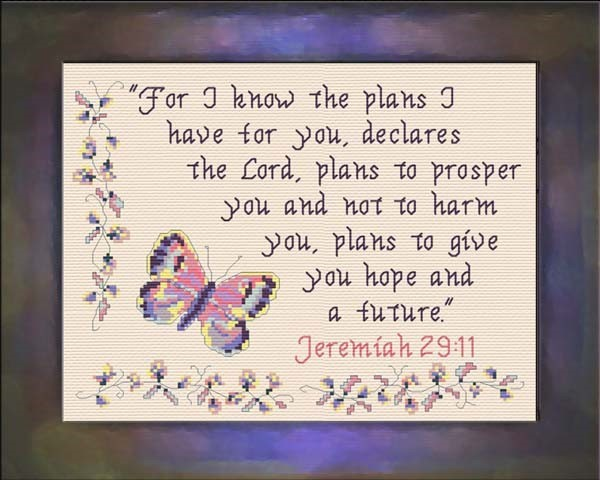 "For I know the plans I
have for you, declares
the Lord, plans to prosper
you and not to harm
you, plans to give
you hope and
a future."
Jeremiah 29:11